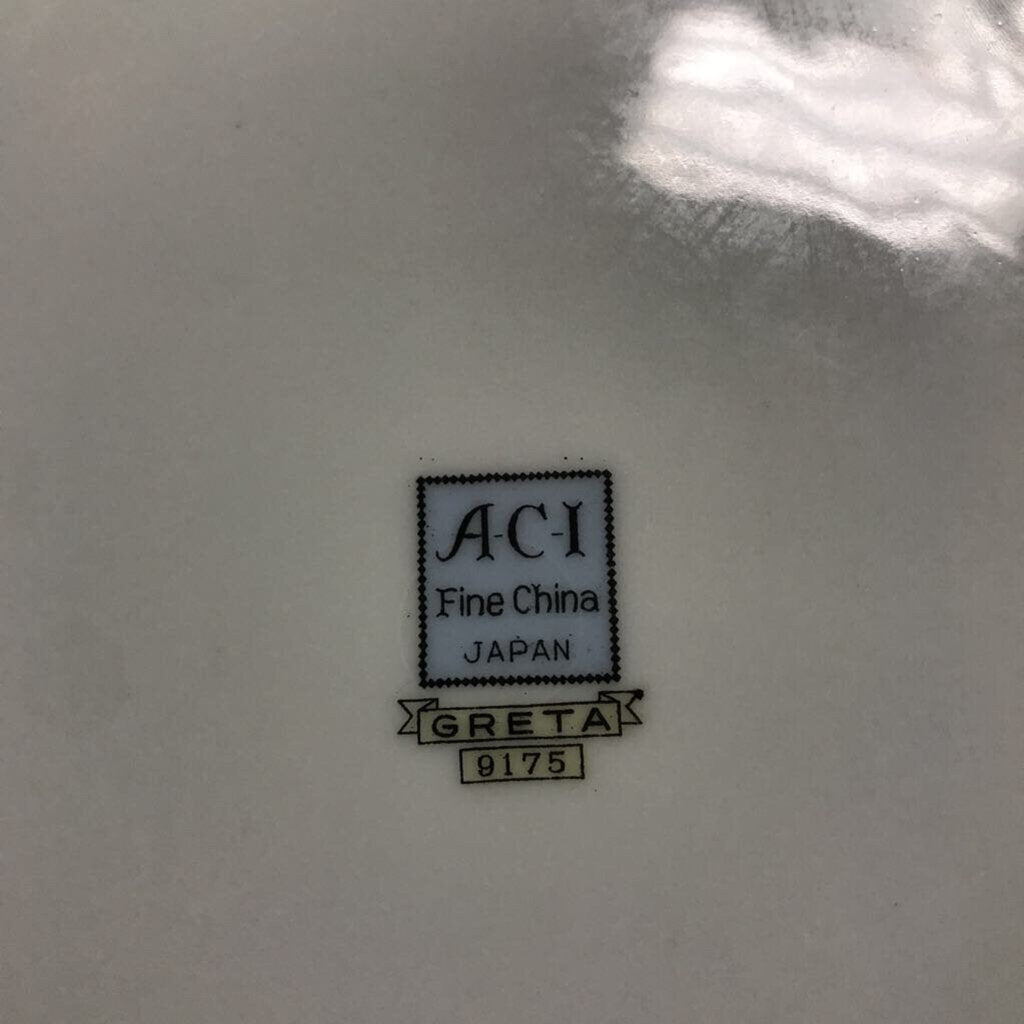 A-C-I
Fine China
JAPAN
GRETA
9175